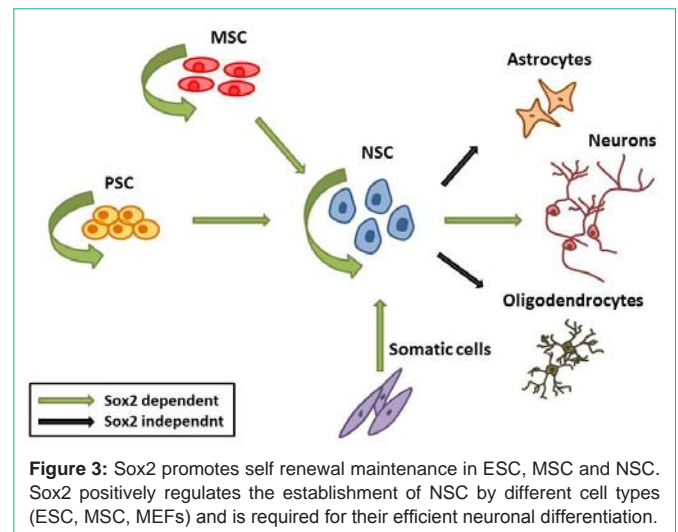 MSC
Astrocytes
Neurons
NSC
PSC
Oligodendrocytes
Somatic cells
Sox2 dependent
Sox2 independnt
Figure 3: Sox2 promotes self renewal maintenance in ESC, MSC and NSC.
Sox2 positively regulates the establishment of NSC by different cell types
(ESC, MSC, MEFs) and is required for their efficient neuronal differentiation.